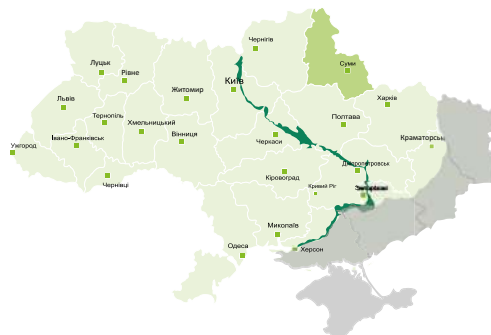 Чернігів
Луцьк
Рівне
Суми
Київ
Житомир
Львів
Харків
Тернопіль
Хмельницький
Полтава
Ужгород
Івано-Франківськ
Вінниця
Черкаси
Краматорськ
Дніпропетровськ
Чернівці
Кіровоград
Кривий Ріг
Миколаїв
Одеса
Херсон